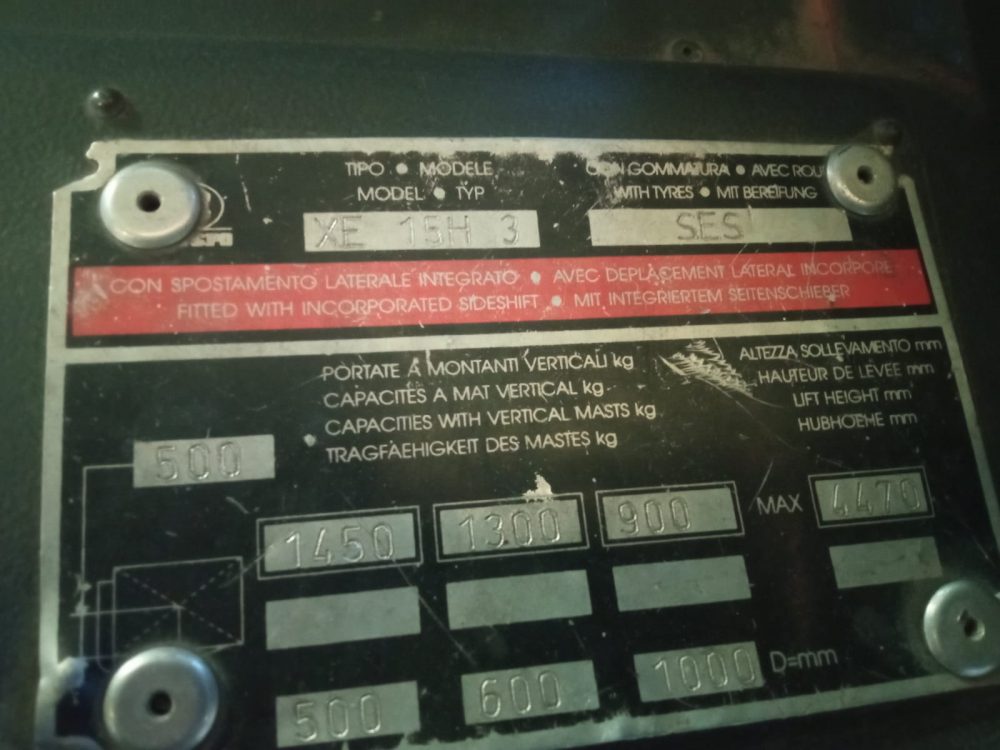 TIPO • MODELE
MODEL • TYP
XE 15H 3
CON GOMMATURA • AVEC
WITH TYRES • MIT BEREIFUNG
SES
CON SPOSTAMENTO LATERALE INTEGRATO • AVEC DEPLACEMENT LATERAL INCORPORE
FITTED WITH INCORPORATED SIDESHIFT • MIT INTEGRIERTEM SEITENSCHIEBER
PORTATE A MONTANTI VERTICALI kg
CAPACITES A MAT VERTICAL kg
CAPACITIES WITH VERTICAL MASTS kg
TRAGFAEHIGKEIT DES MASTES kg
ALTEZZA SOLLEVAMENTO mm
HAUTEUR DE LEVEE mm
LIFT HEIGHT mm
HUBHOEHE mm
500
1450 1300 900 MAX 4470
500 600 1000 D=mm